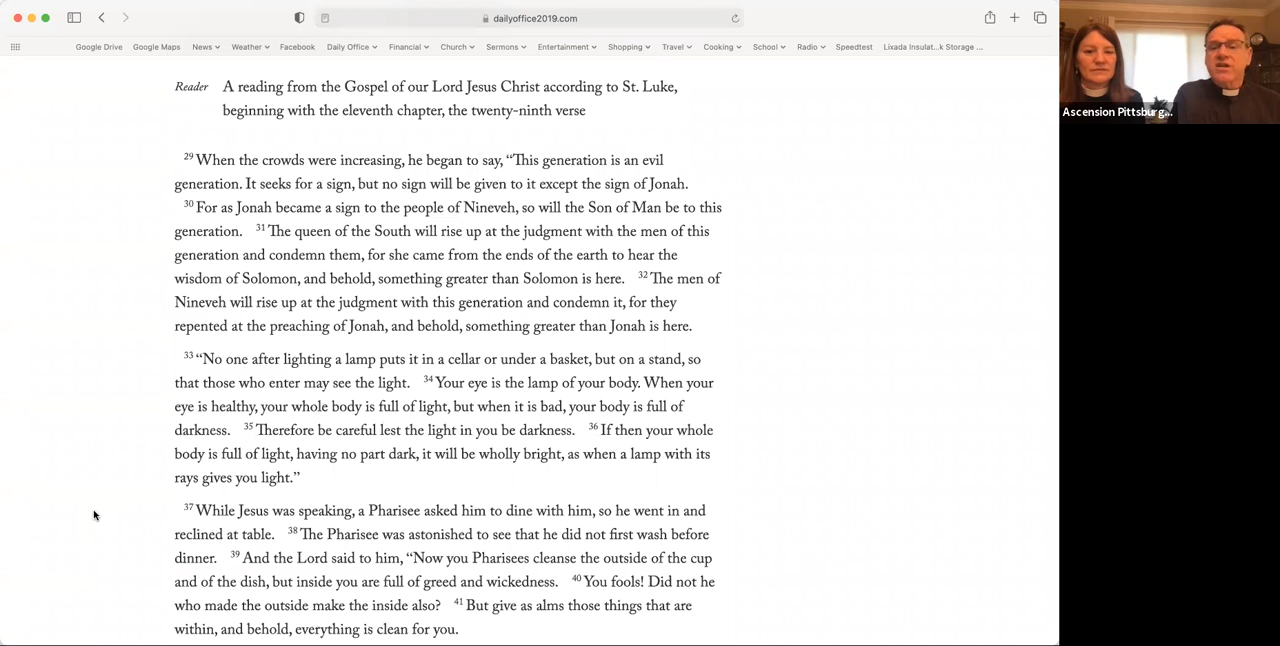 dailyoffice2019.com
Google Drive Google Maps News Weather Facebook Daily Office Financial Church Sermons Entertainment Shopping Travel Cooking School Radio Speedtest Lixada Insulat...k Storage ...
Ascension Pittsburg...
Reader A reading from the Gospel of our Lord Jesus Christ according to St. Luke,
beginning with the eleventh chapter, the twenty-ninth verse
29 When the crowds were increasing, he began to say, “This generation is an evil
generation. It seeks for a sign, but no sign will be given to it except the sign of Jonah.
30 For as Jonah became a sign to the people of Nineveh, so will the Son of Man be to this
generation. 31 The queen of the South will rise up at the judgment with the men of this
generation and condemn them, for she came from the ends of the earth to hear the
wisdom of Solomon, and behold, something greater than Solomon is here. 32 The men of
Nineveh will rise up at the judgment with this generation and condemn it, for they
repented at the preaching of Jonah, and behold, something greater than Jonah is here.
33 “No one after lighting a lamp puts it in a cellar or under a basket, but on a stand, so
that those who enter may see the light. 34 Your eye is the lamp of your body. When your
eye is healthy, your whole body is full of light, but when it is bad, your body is full of
darkness. 35 Therefore be careful lest the light in you be darkness. 36 If then your whole
body is full of light, having no part dark, it will be wholly bright, as when a lamp with its
rays gives you light.”
37 While Jesus was speaking, a Pharisee asked him to dine with him, so he went in and
reclined at table. 38 The Pharisee was astonished to see that he did not first wash before
dinner. 39 And the Lord said to him, “Now you Pharisees cleanse the outside of the cup
and of the dish, but inside you are full of greed and wickedness. 40 You fools! Did not he
who made the outside make the inside also? 41 But give as alms those things that are
within, and behold, everything is clean for you.